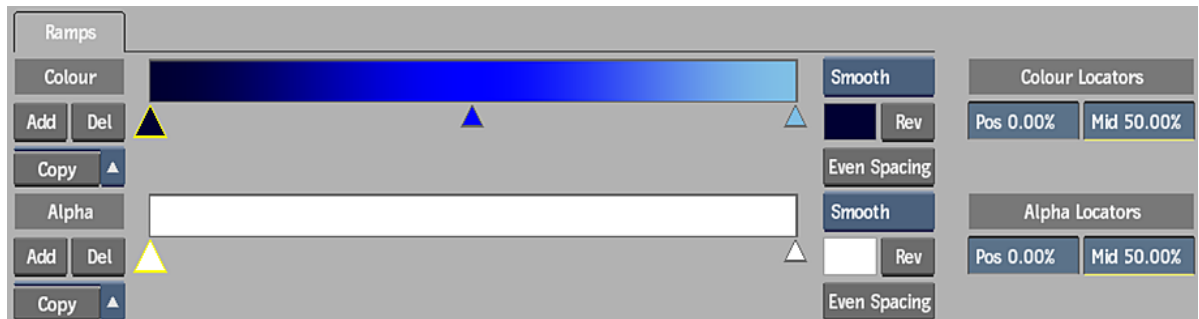 Ramps
Colour Smooth Colour Locators
Add Del Rev Pos 0.00% Mid 50.00%
Copy Even Spacing
Alpha Smooth Alpha Locators
Add Del Rev Pos 0.00% Mid 50.00%
Copy Even Spacing